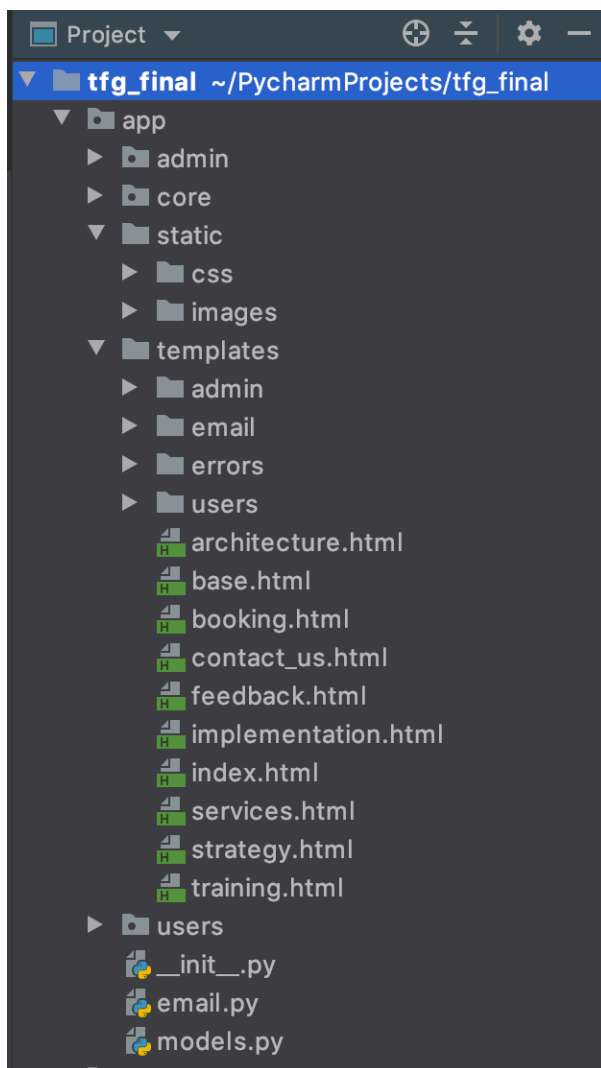 Project
tfg_final ~/PycharmProjects/tfg_final
app
admin
core
static
css
images
templates
admin
email
errors
users
architecture.html
base.html
booking.html
contact_us.html
feedback.html
implementation.html
index.html
services.html
strategy.html
training.html
users
__init__.py
email.py
models.py